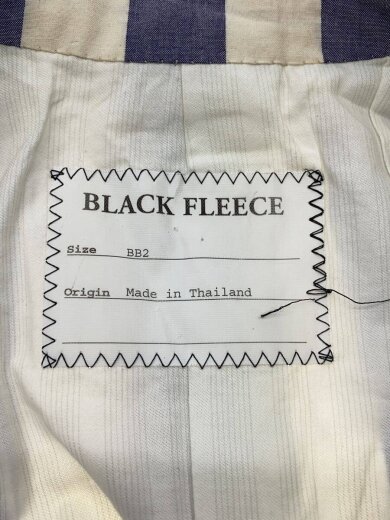 BLACK FLEECE
Size BB2
Origin Made in Thailand